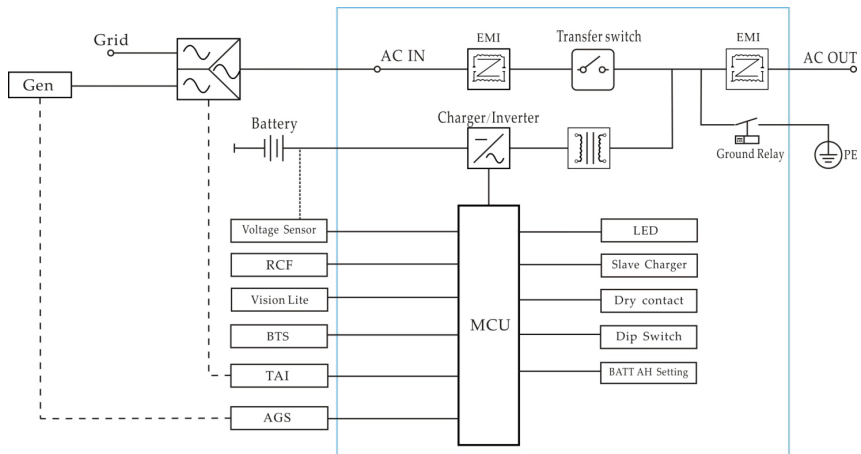 Grid
Gen
AC IN
EMI
Transfer switch
EMI
AC OUT
Battery
Charger/Inverter
Ground Relay
PE
Voltage Sensor
RCF
Vision Lite
BTS
TAI
AGS
MCU
LED
Slave Charger
Dry contact
Dip Switch
BATT AH Setting